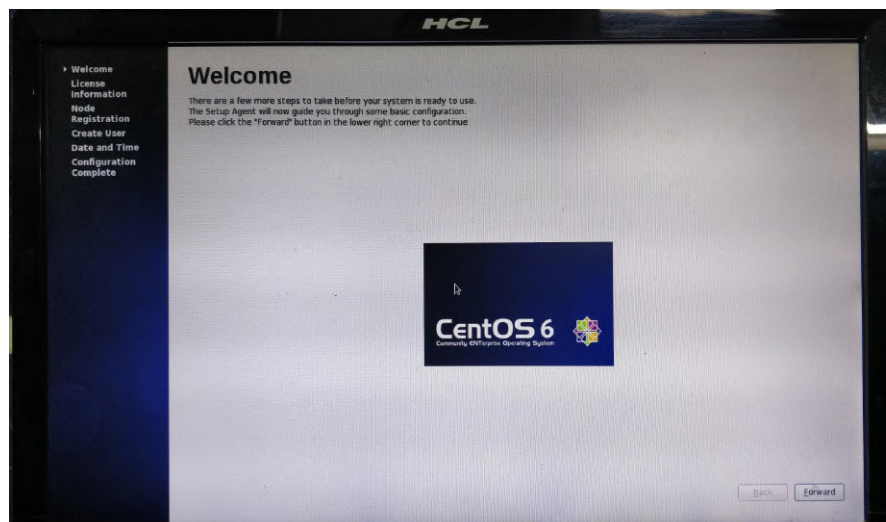 HCL
Welcome
License
Information
Node
Registration
Create User
Date and Time
Configuration
Complete
Welcome
There are a few more steps to take before your system is ready to use.
The Setup Agent will now guide you through some basic configuration.
Please click the "Forward" button in the lower right corner to continue
CentOS 6
Community ENTerprise Operating System
Back
Forward